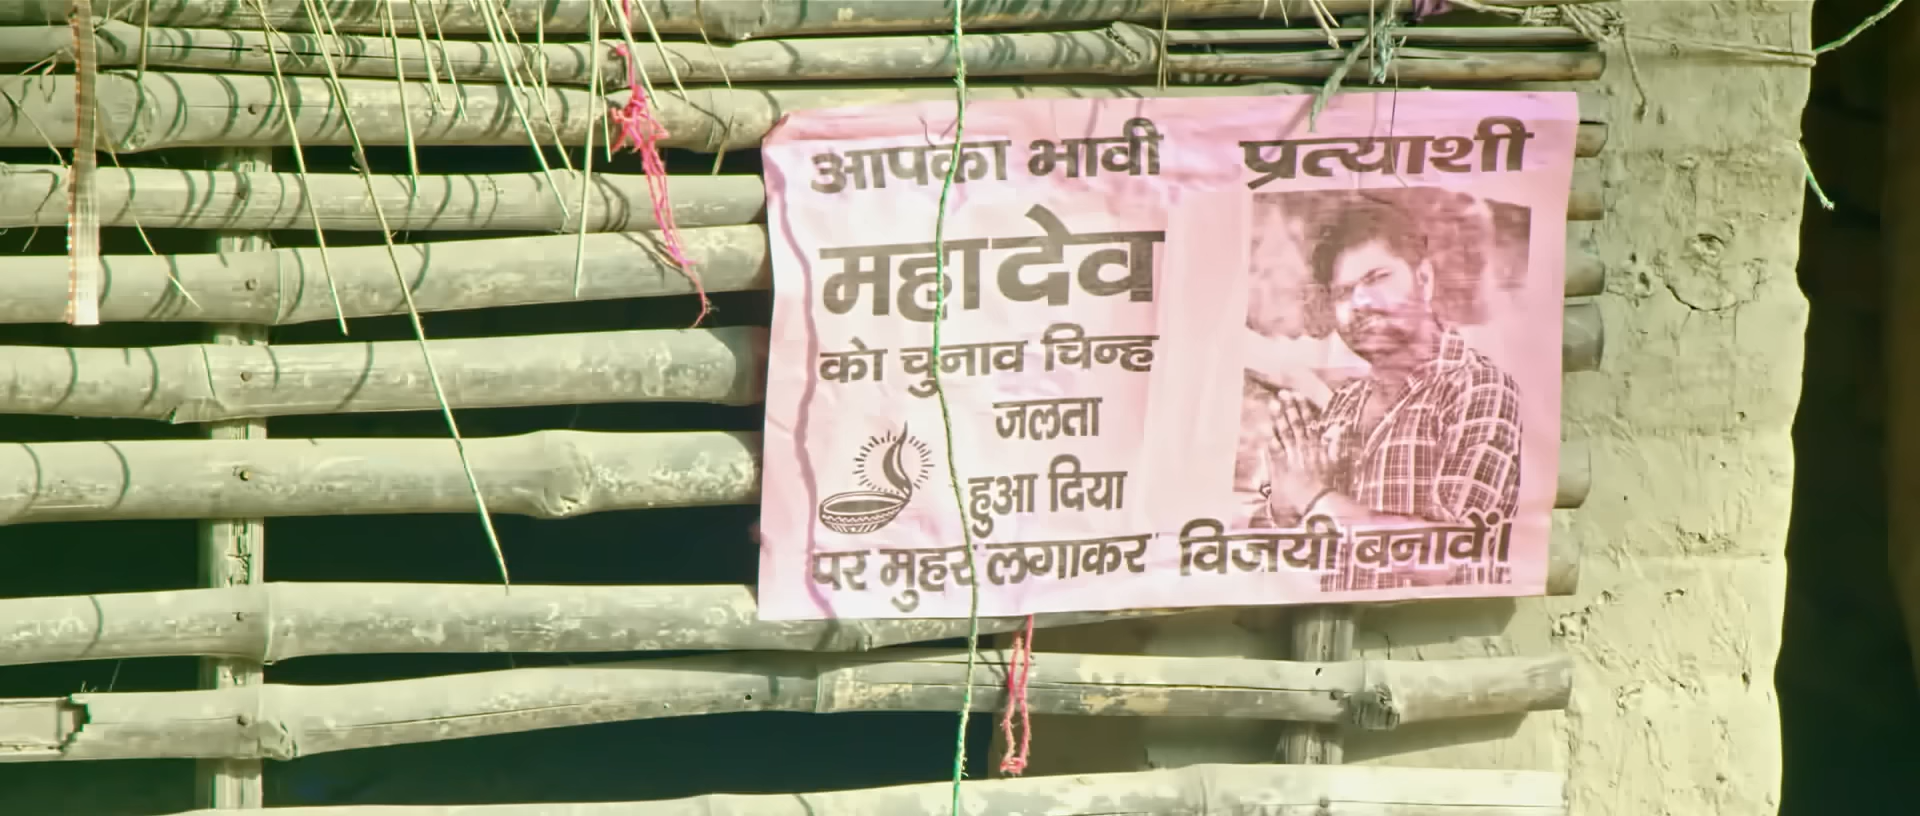 आपका भावी प्रत्याशी
महादेव
को चुनाव चिन्ह
जलता
हुआ दिया
पर मुहर लगाकर विजयी बनावें।